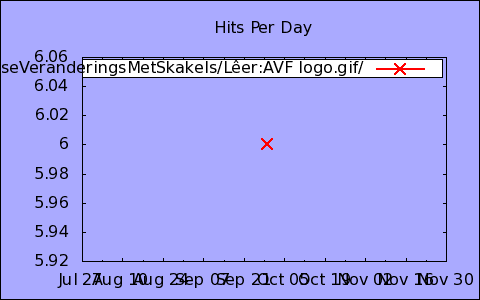 Hits Per Day
6.06
seVeranderingsMetSkakels/Lêer:AVF logo.gif/
6.04
6.02
6
5.98
5.96
5.94
5.92
Jul 27 Aug 10 Aug 24 Sep 07 Sep 21 Oct 05 Oct 19 Nov 02 Nov 16 Nov 30